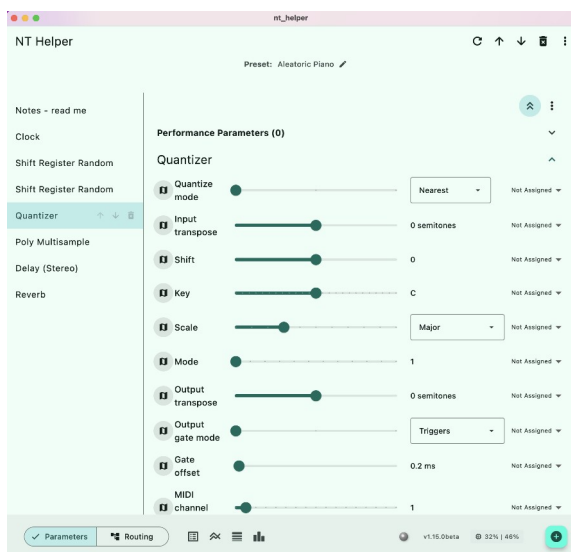 nt_helper
NT Helper
Preset: Aleatoric Piano
Notes - read me
Clock
Shift Register Random
Shift Register Random
Quantizer
Poly Multisample
Delay (Stereo)
Reverb
Performance Parameters (0)
Quantizer
Quantize
mode
Nearest
Not Assigned
Input
transpose
0 semitones
Not Assigned
Shift
0
Not Assigned
Key
C
Not Assigned
Scale
Major
Not Assigned
Mode
1
Not Assigned
Output
transpose
0 semitones
Not Assigned
Output
gate mode
Triggers
Not Assigned
Gate
offset
0.2 ms
Not Assigned
MIDI
channel
1
Not Assigned
Parameters
Routing
v1.15.0beta
32% | 46%